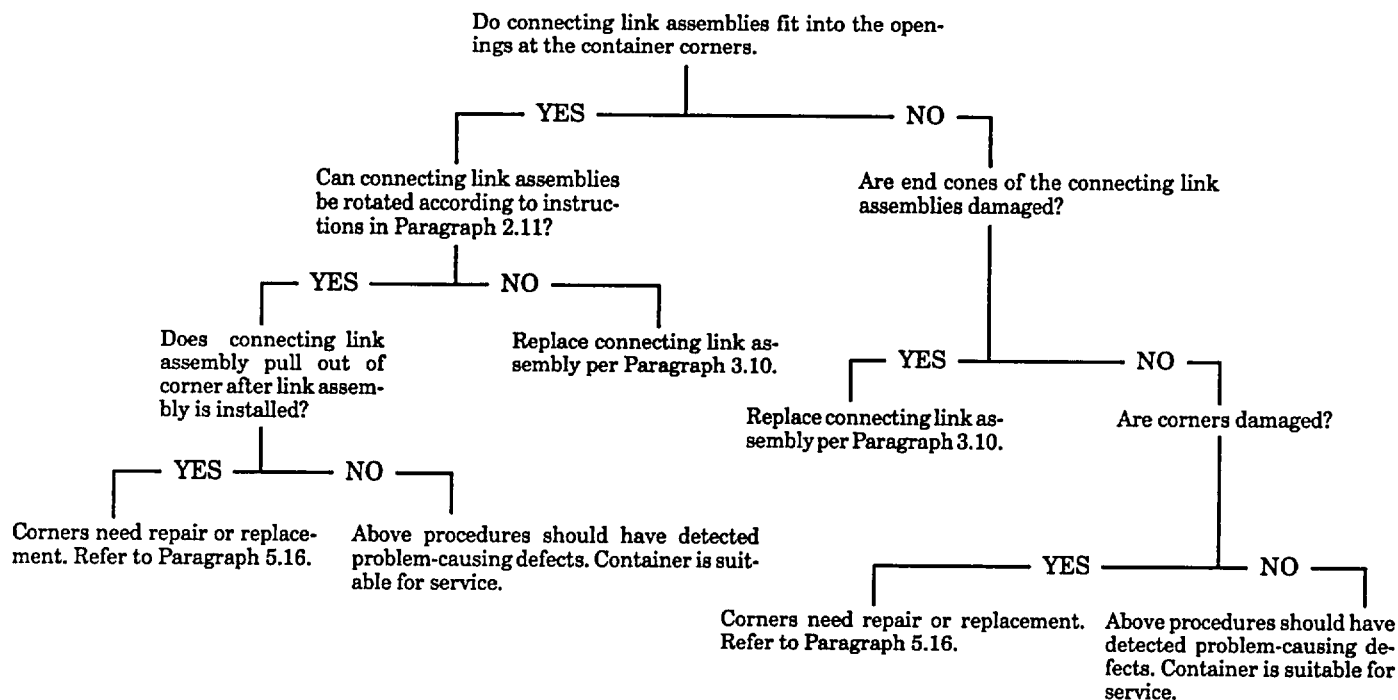 Do connecting link assemblies fit into the open-
ings at the container corners.
YES
NO
Can connecting link assemblies
be rotated according to instruc-
tions in Paragraph 2.11?
Are end cones of the connecting link
assemblies damaged?
YES
NO
Does connecting link
assembly pull out of
corner after link assem-
bly is installed?
Replace connecting link as-
sembly per Paragraph 3.10.
YES
NO
Replace connecting link as-
sembly per Paragraph 3.10.
Are corners damaged?
YES
NO
Corners need repair or replace-
ment. Refer to Paragraph 5.16.
Above procedures should have detected
problem-causing defects. Container is suit-
able for service.
YES
NO
Corners need repair or replacement.
Refer to Paragraph 5.16.
Above procedures should have
detected problem-causing de-
fects. Container is suitable for
service.